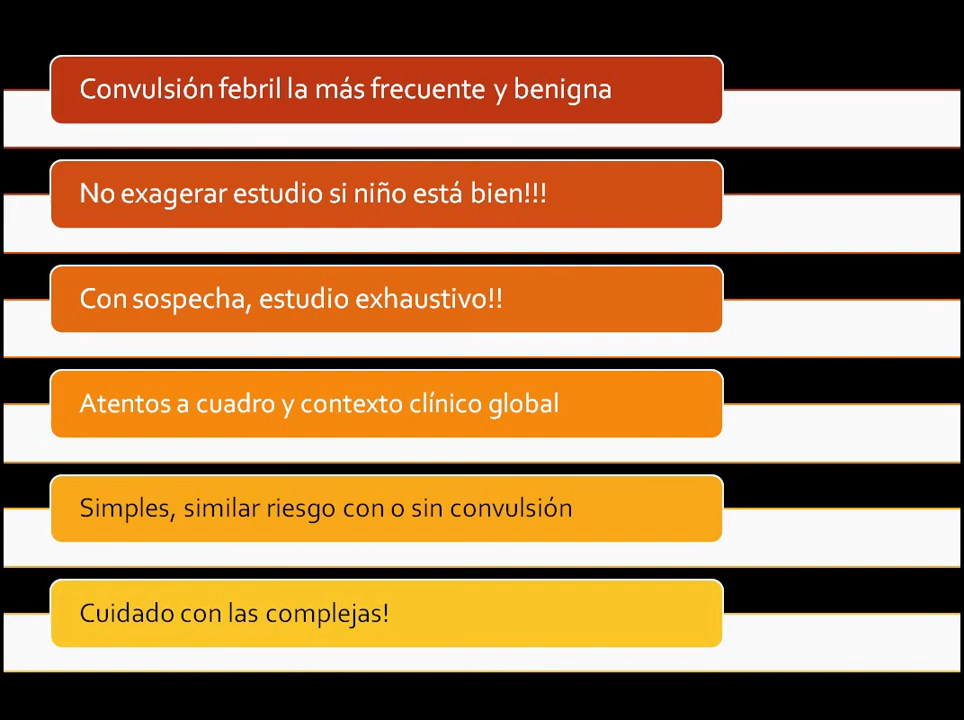 Convulsión febril la más frecuente y benigna
No exagerar estudio si niño está bien!!!
Con sospecha, estudio exhaustivo!!
Atentos a cuadro y contexto clínico global
Simples, similar riesgo con o sin convulsión
Cuidado con las complejas!